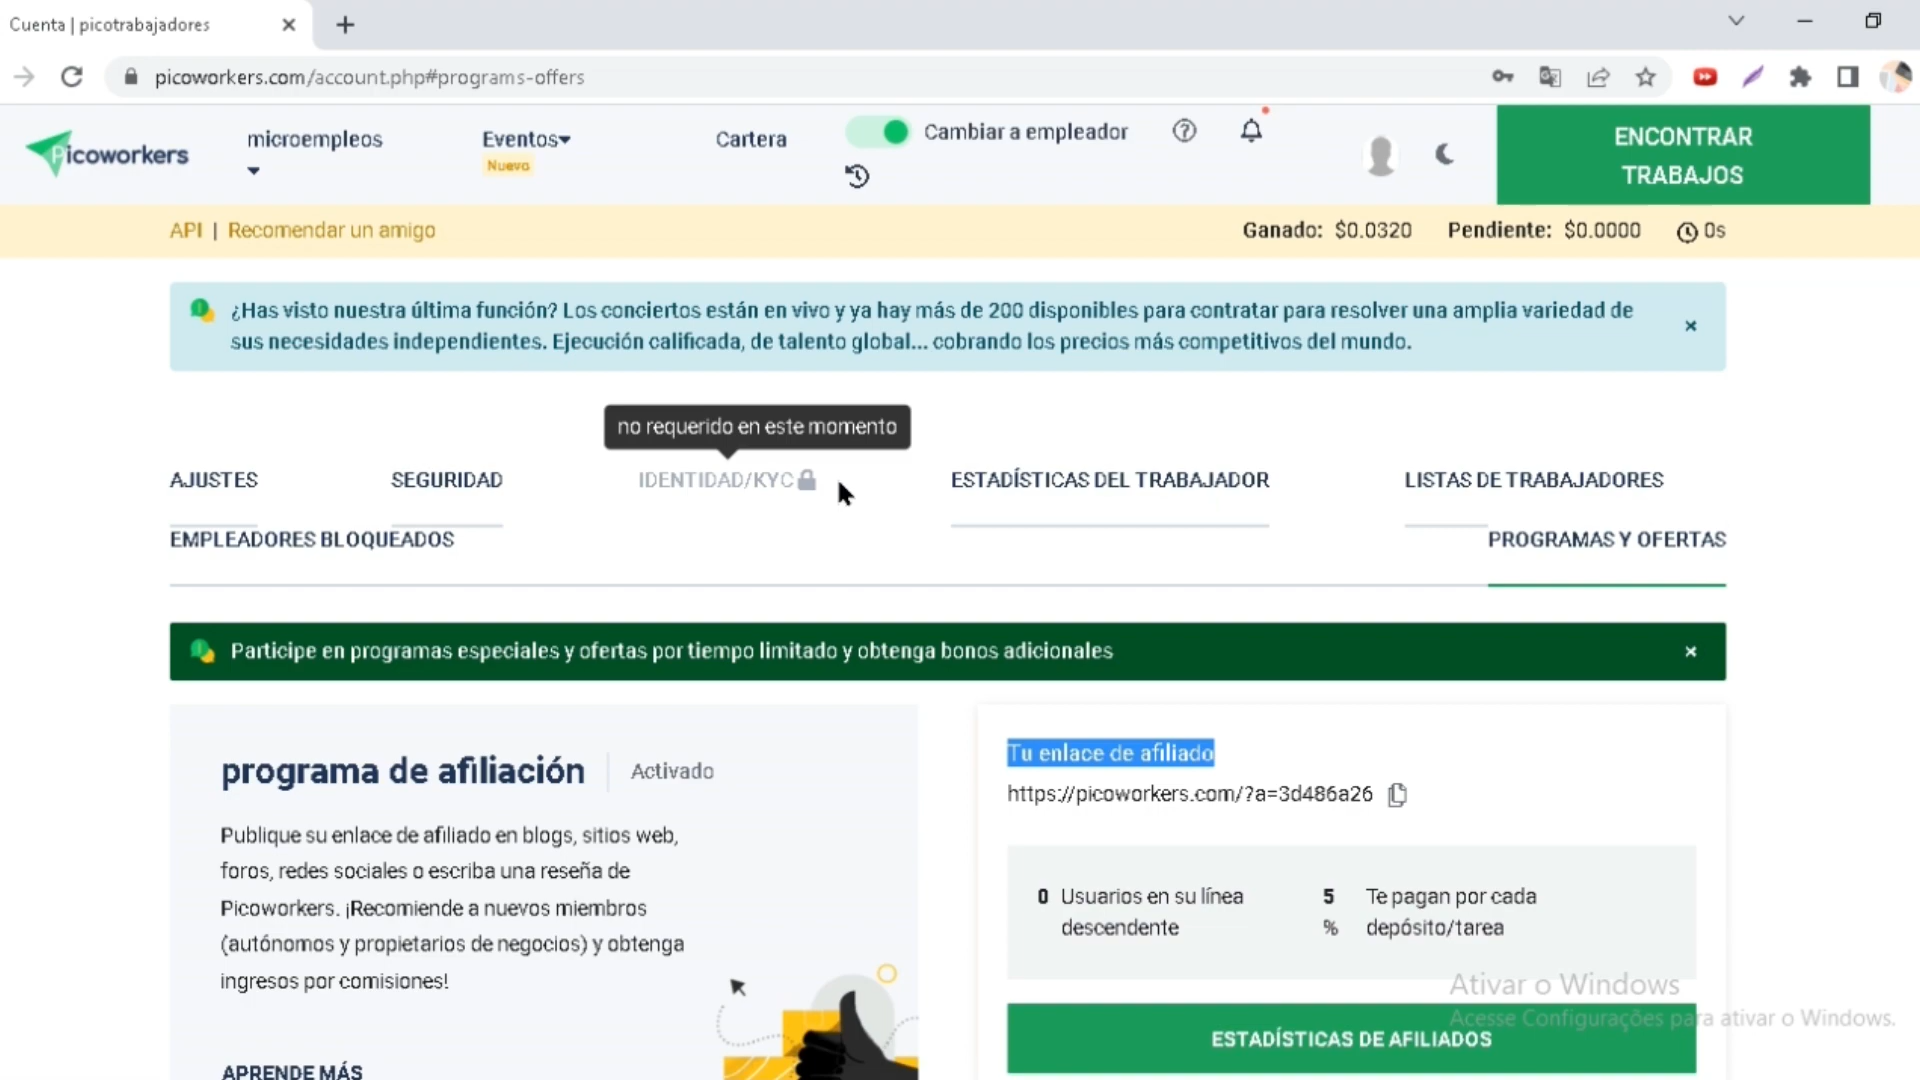 Cuenta | picotrabajadores
picoworkers.com/account.php#programs-offers
Picoworkers
microempleos
Eventos
Nuevo
Cartera
Cambiar a empleador
ENCONTRAR
TRABAJOS
API | Recomendar un amigo
Ganado: $0.0320 Pendiente: $0.0000 0s
¿Has visto nuestra última función? Los conciertos están en vivo y ya hay más de 200 disponibles para contratar para resolver una amplia variedad de
sus necesidades independientes. Ejecución calificada, de talento global... cobrando los precios más competitivos del mundo.
no requerido en este momento
AJUSTES
SEGURIDAD
IDENTIDAD/KYC
ESTADÍSTICAS DEL TRABAJADOR
LISTAS DE TRABAJADORES
EMPLEADORES BLOQUEADOS
PROGRAMAS Y OFERTAS
Participe en programas especiales y ofertas por tiempo limitado y obtenga bonos adicionales
programa de afiliación
Activado
Publique su enlace de afiliado en blogs, sitios web,
foros, redes sociales o escriba una reseña de
Picoworkers. ¡Recomiende a nuevos miembros
(autónomos y propietarios de negocios) y obtenga
ingresos por comisiones!
APRENDE MÁS
Tu enlace de afiliado
https://picoworkers.com/?a=3d486a26
0 Usuarios en su línea
descendente
5 Te pagan por cada
% depósito/tarea
ESTADÍSTICAS DE AFILIADOS
Ativar o Windows
Acesse Configurações para ativar o Windows.